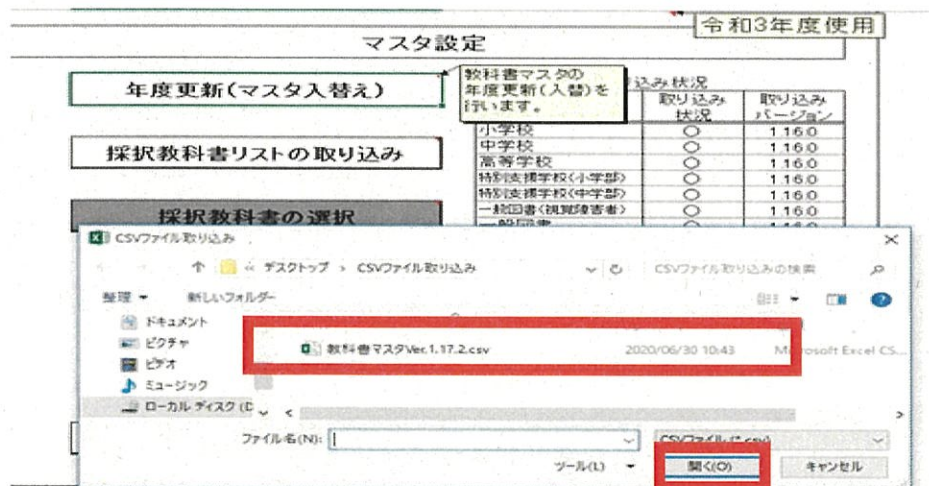 令和3年度使用
マスタ設定
年度更新(マスタ入替え)
教科書マスタの
年度更新(入替)を
行います。
込み状況
取り込み
状況
取り込み
バージョン
小学校 ○ 1.16.0
中学校 ○ 1.16.0
高等学校 ○ 1.16.0
特別支援学校(小学部) ○ 1.16.0
特別支援学校(中学部) ○ 1.16.0
一般図書(視覚障害者) ○ 1.16.0
採択教科書リストの取り込み
採択教科書の選択
CSVファイル取り込み
« デスクトップ › CSVファイル取り込み
CSVファイル取り込みの検索
整理
新しいフォルダー
ドキュメント
ピクチャ
ビデオ
ミュージック
ローカル ディスク (D
教科書マスタVer.1.17.2.csv 2020/06/30 10:43 Microsoft Excel CS...
ファイル名(N):
CSVファイル (*.csv)
ツール(L)
開く(O)
キャンセル